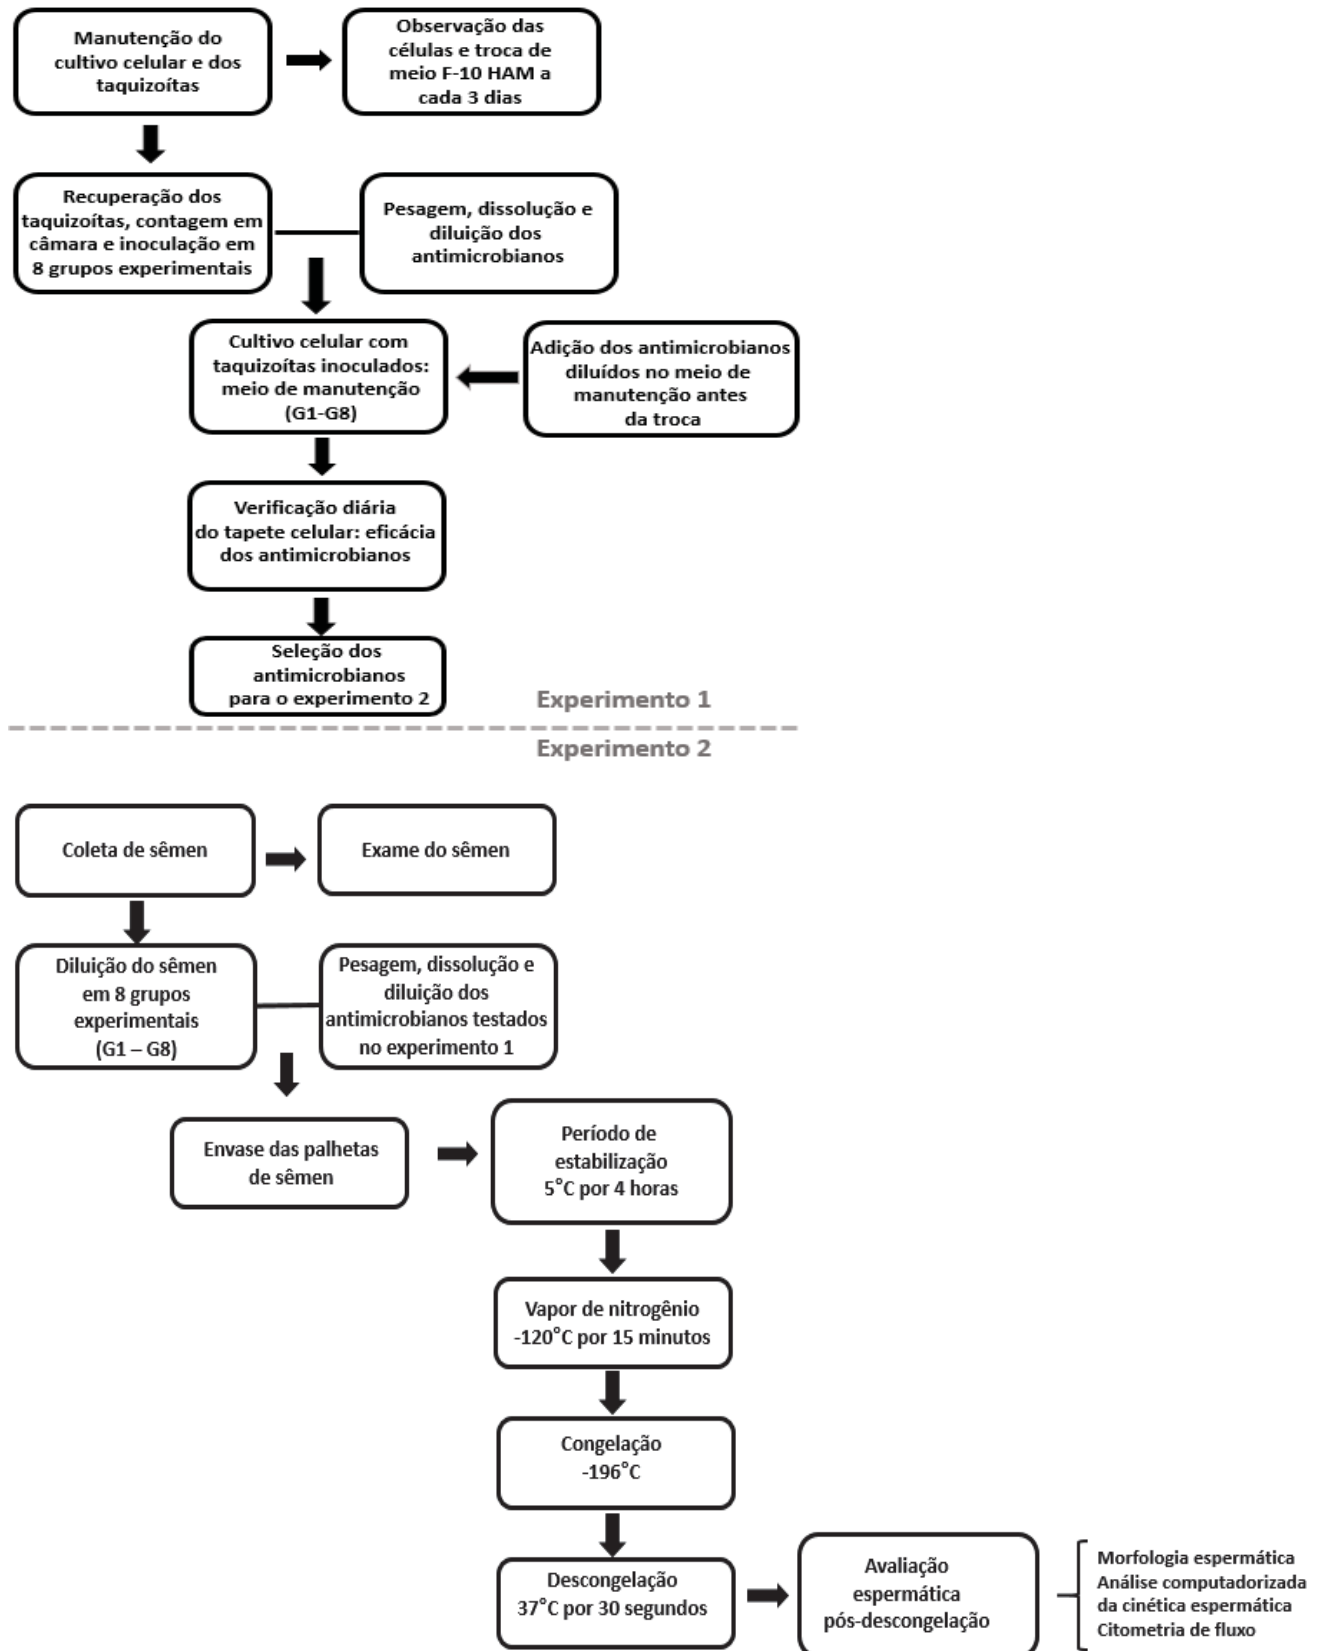 Manutenção do
cultivo celular e dos
taquizoítas
Observação das
células e troca de
meio F-10 HAM a
cada 3 dias
Recuperação dos
taquizoítas, contagem em
câmara e inoculação em
8 grupos experimentais
Pesagem, dissolução e
diluição dos
antimicrobianos
Cultivo celular com
taquizoítas inoculados:
meio de manutenção
(G1-G8)
Adição dos antimicrobianos
diluídos no meio de
manutenção antes
da troca
Verificação diária
do tapete celular: eficácia
dos antimicrobianos
Seleção dos
antimicrobianos
para o experimento 2
Experimento 1
Experimento 2
Coleta de sêmen
Exame do sêmen
Diluição do sêmen
em 8 grupos
experimentais
(G1 – G8)
Pesagem, dissolução e
diluição dos
antimicrobianos testados
no experimento 1
Envase das palhetas
de sêmen
Período de
estabilização
5°C por 4 horas
Vapor de nitrogênio
-120°C por 15 minutos
Congelação
-196°C
Descongelação
37°C por 30 segundos
Avaliação
espermática
pós-descongelação
Morfologia espermática
Análise computadorizada
da cinética espermática
Citometria de fluxo